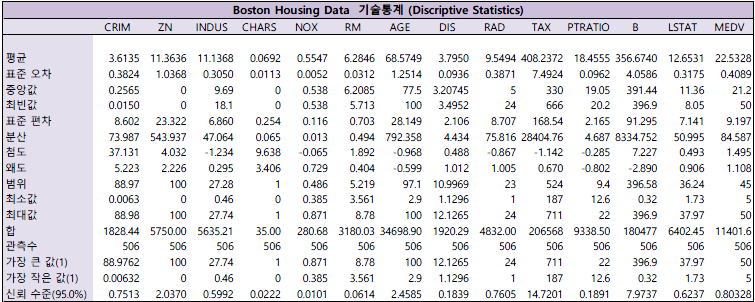 Boston Housing Data 기술통계 (Discriptive Statistics)
CRIM ZN INDUS CHARS NOX RM AGE DIS RAD TAX PTRATIO B LSTAT MEDV
평균 3.6135 11.3636 11.1368 0.0692 0.5547 6.2846 68.5749 3.7950 9.5494 408.2372 18.4555 356.6740 12.6531 22.5328
표준 오차 0.3824 1.0368 0.3050 0.0113 0.0052 0.0312 1.2514 0.0936 0.3871 7.4924 0.0962 4.0586 0.3175 0.4089
중앙값 0.2565 0 9.69 0 0.538 6.2085 77.5 3.20745 5 330 19.05 391.44 11.36 21.2
최빈값 0.0150 0 18.1 0 0.538 5.713 100 3.4952 24 666 20.2 396.9 8.05 50
표준 편차 8.602 23.322 6.860 0.254 0.116 0.703 28.149 2.106 8.707 168.54 2.165 91.295 7.141 9.197
분산 73.987 543.937 47.064 0.065 0.013 0.494 792.358 4.434 75.816 28404.76 4.687 8334.752 50.995 84.587
첨도 37.131 4.032 -1.234 9.638 -0.065 1.892 -0.968 0.488 -0.867 -1.142 -0.285 7.227 0.493 1.495
왜도 5.223 2.226 0.295 3.406 0.729 0.404 -0.599 1.012 1.005 0.670 -0.802 -2.890 0.906 1.108
범위 88.97 100 27.28 1 0.486 5.219 97.1 10.9969 23 524 9.4 396.58 36.24 45
최소값 0.0063 0 0.46 0 0.385 3.561 2.9 1.1296 1 187 12.6 0.32 1.73 5
최대값 88.98 100 27.74 1 0.871 8.78 100 12.1265 24 711 22 396.9 37.97 50
합 1828.44 5750.00 5635.21 35.00 280.68 3180.03 34698.90 1920.29 4832.00 206568 9338.50 180477 6402.45 11401.6
관측수 506 506 506 506 506 506 506 506 506 506 506 506 506 506
가장 큰 값(1) 88.9762 100 27.74 1 0.871 8.78 100 12.1265 24 711 22 396.9 37.97 50
가장 작은 값(1) 0.00632 0 0.46 0 0.385 3.561 2.9 1.1296 1 187 12.6 0.32 1.73 5
신뢰 수준(95.0%) 0.7513 2.0370 0.5992 0.0222 0.0101 0.0614 2.4585 0.1839 0.7605 14.7201 0.1891 7.9737 0.6237 0.80328